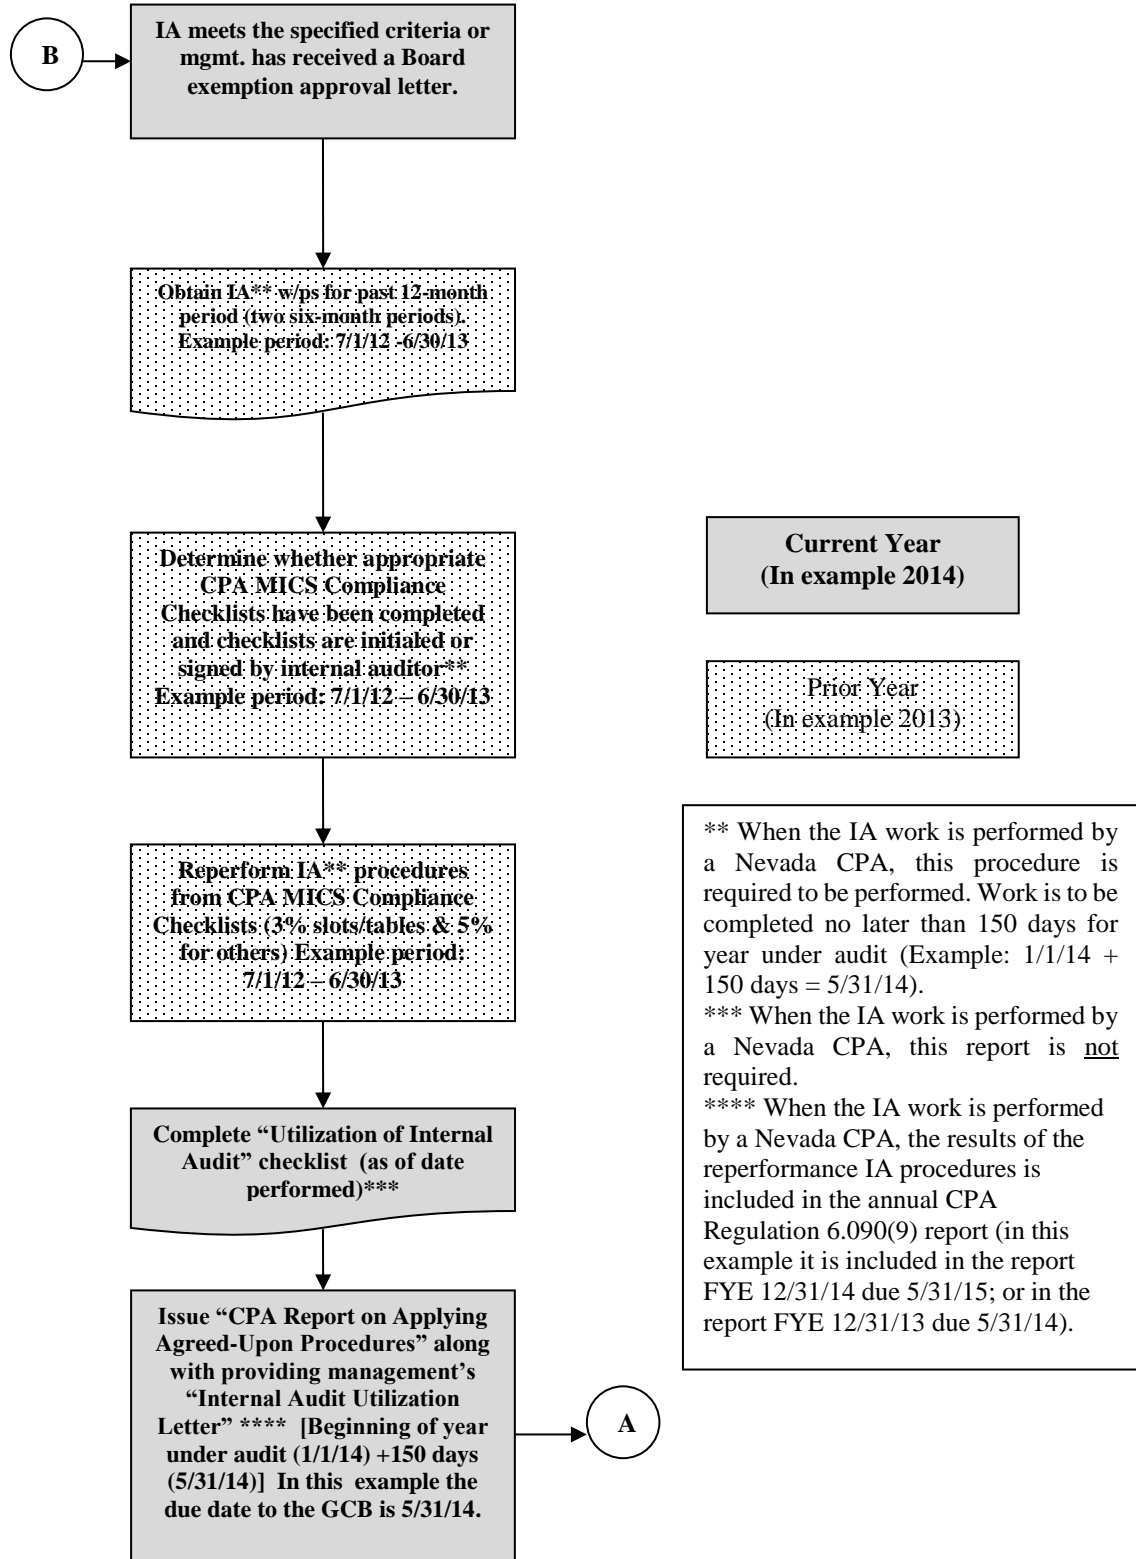 B
IA meets the specified criteria or
mgmt. has received a Board
exemption approval letter.
Obtain IA** w/ps for past 12-month
period (two six-month periods).
Example period: 7/1/12 -6/30/13
Determine whether appropriate
CPA MICS Compliance
Checklists have been completed
and checklists are initialed or
signed by internal auditor**
Example period: 7/1/12 – 6/30/13
Reperform IA** procedures
from CPA MICS Compliance
Checklists (3% slots/tables & 5%
for others) Example period:
7/1/12 – 6/30/13
Complete “Utilization of Internal
Audit” checklist (as of date
performed)***
Issue “CPA Report on Applying
Agreed-Upon Procedures” along
with providing management’s
“Internal Audit Utilization
Letter” **** [Beginning of year
under audit (1/1/14) +150 days
(5/31/14)] In this example the
due date to the GCB is 5/31/14.
A
Current Year
(In example 2014)
Prior Year
(In example 2013)
** When the IA work is performed by
a Nevada CPA, this procedure is
required to be performed. Work is to be
completed no later than 150 days for
year under audit (Example: 1/1/14 +
150 days = 5/31/14).
*** When the IA work is performed by
a Nevada CPA, this report is not
required.
**** When the IA work is performed
by a Nevada CPA, the results of the
reperformance IA procedures is
included in the annual CPA
Regulation 6.090(9) report (in this
example it is included in the report
FYE 12/31/14 due 5/31/15; or in the
report FYE 12/31/13 due 5/31/14).